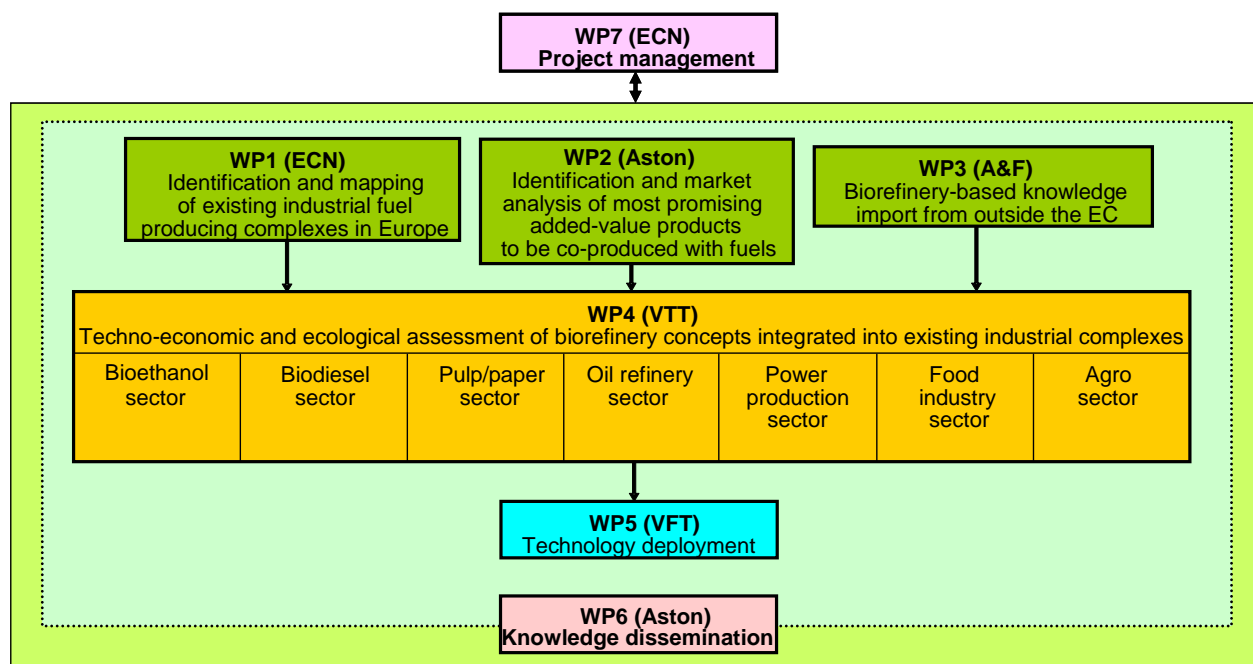 WP7 (ECN)
Project management
WP1 (ECN)
Identification and mapping
of existing industrial fuel
producing complexes in Europe
WP2 (Aston)
Identification and market
analysis of most promising
added-value products
to be co-produced with fuels
WP3 (A&F)
Biorefinery-based knowledge
import from outside the EC
WP4 (VTT)
Techno-economic and ecological assessment of biorefinery concepts integrated into existing industrial complexes
Bioethanol
sector
Biodiesel
sector
Pulp/paper
sector
Oil refinery
sector
Power
production
sector
Food
industry
sector
Agro
sector
WP5 (VFT)
Technology deployment
WP6 (Aston)
Knowledge dissemination